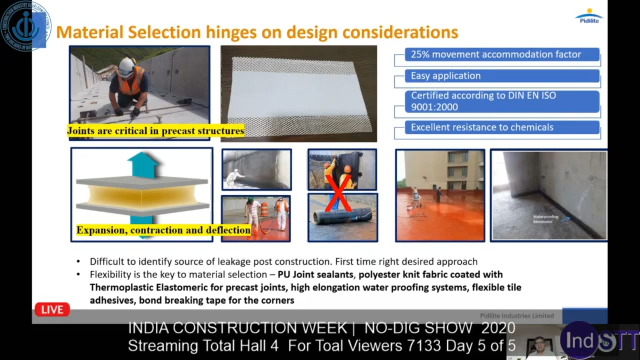 Material Selection hinges on design considerations
Pidilite
25% movement accommodation factor
Easy application
Certified according to DIN EN ISO
9001:2000
Excellent resistance to chemicals
Joints are critical in precast structures
Expansion, contraction and deflection
Waterproofing
Membrane
• Difficult to identify source of leakage post construction. First time right desired approach
• Flexibility is the key to material selection – PU Joint sealants, polyester knit fabric coated with
Thermoplastic Elastomeric for precast joints, high elongation water proofing systems, flexible tile
adhesives, bond breaking tape for the corners
Pidilite Industries Limited
LIVE
INDIA CONSTRUCTION WEEK | NO-DIG SHOW 2020
Streaming Total Hall 4 For Toal Viewers 7133 Day 5 of 5
IndSTT